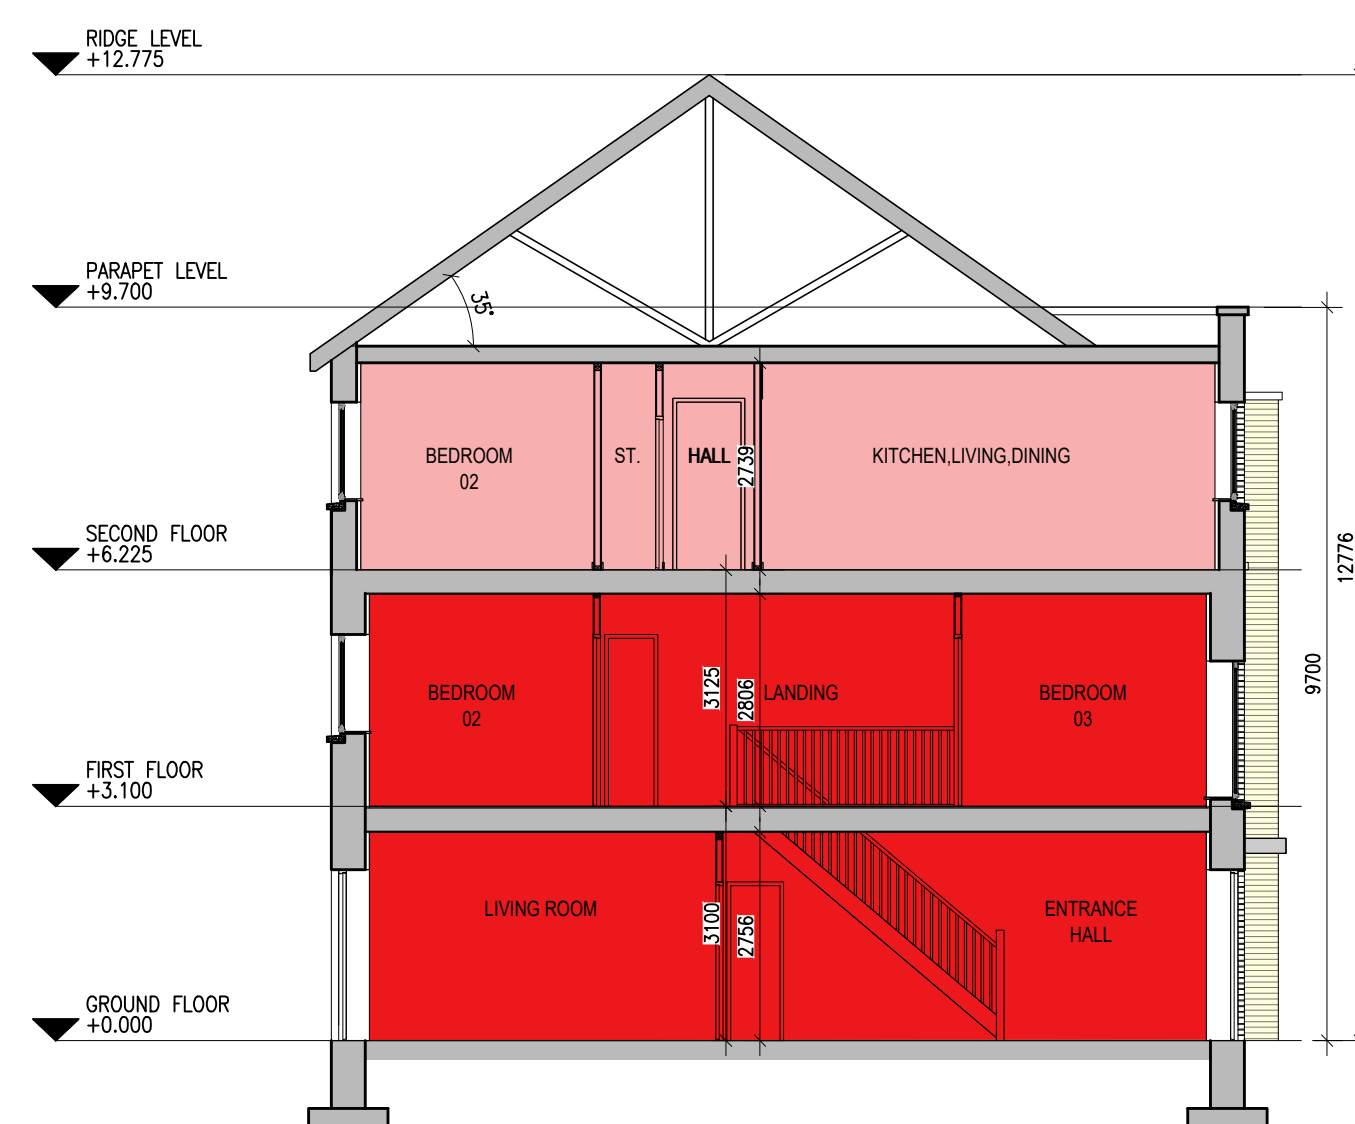 RIDGE LEVEL
+12.775
PARAPET LEVEL
+9.700
35°
BEDROOM
02
ST.
HALL
2739
KITCHEN,LIVING,DINING
SECOND FLOOR
+6.225
12776
9700
BEDROOM
02
3125
2806
LANDING
BEDROOM
03
FIRST FLOOR
+3.100
LIVING ROOM
3100
2756
ENTRANCE
HALL
GROUND FLOOR
+0.000